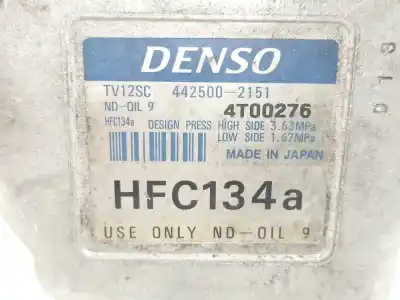 DENSO
TV12SC 442500-2151
ND-OIL 9 4T00276
HFC134a DESIGN PRESS HIGH SIDE 3.53MPa
LOW SIDE 1.67MPa
MADE IN JAPAN
HFC134a
USE ONLY ND-OIL 9